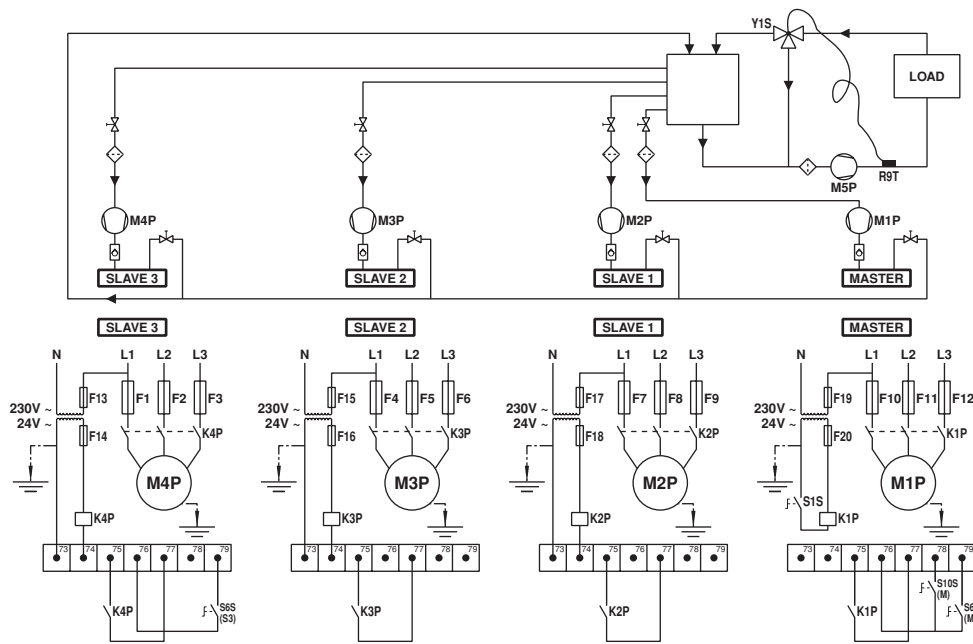 Y1S
LOAD
M5P
R9T
M4P
M3P
M2P
M1P
SLAVE 3
SLAVE 2
SLAVE 1
MASTER
SLAVE 3
SLAVE 2
SLAVE 1
MASTER
N L1 L2 L3
N L1 L2 L3
N L1 L2 L3
N L1 L2 L3
F13 F1 F2 F3
230V ~
24V ~
F14 K4P
M4P
K4P
73 74 75 76 77 78 79
K4P
S6S
(S3)
F15 F4 F5 F6
230V ~
24V ~
F16 K3P
M3P
K3P
73 74 75 76 77 78 79
K3P
F17 F7 F8 F9
230V ~
24V ~
F18 K2P
M2P
K2P
73 74 75 76 77 78 79
K2P
F19 F10 F11 F12
230V ~
24V ~
F20 K1P
M1P
S1S
K1P
73 74 75 76 77 78 79
K1P
S10S
(M)